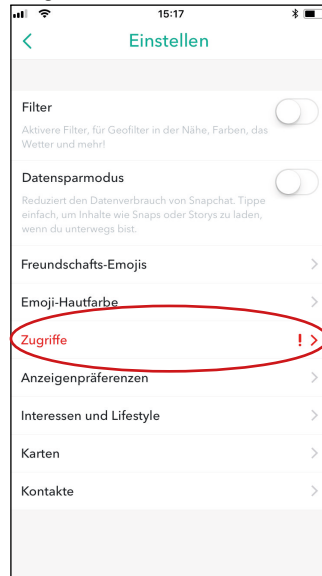 15:17
Einstellen
Filter
Aktivere Filter, für Geofilter in der Nähe, Farben, das
Wetter und mehr!
Datensparmodus
Reduziert den Datenverbrauch von Snapchat. Tippe
einfach, um Inhalte wie Snaps oder Storys zu laden,
wenn du unterwegs bist.
Freundschafts-Emojis
Emoji-Hautfarbe
Zugriffe !
Anzeigenpräferenzen
Interessen und Lifestyle
Karten
Kontakte